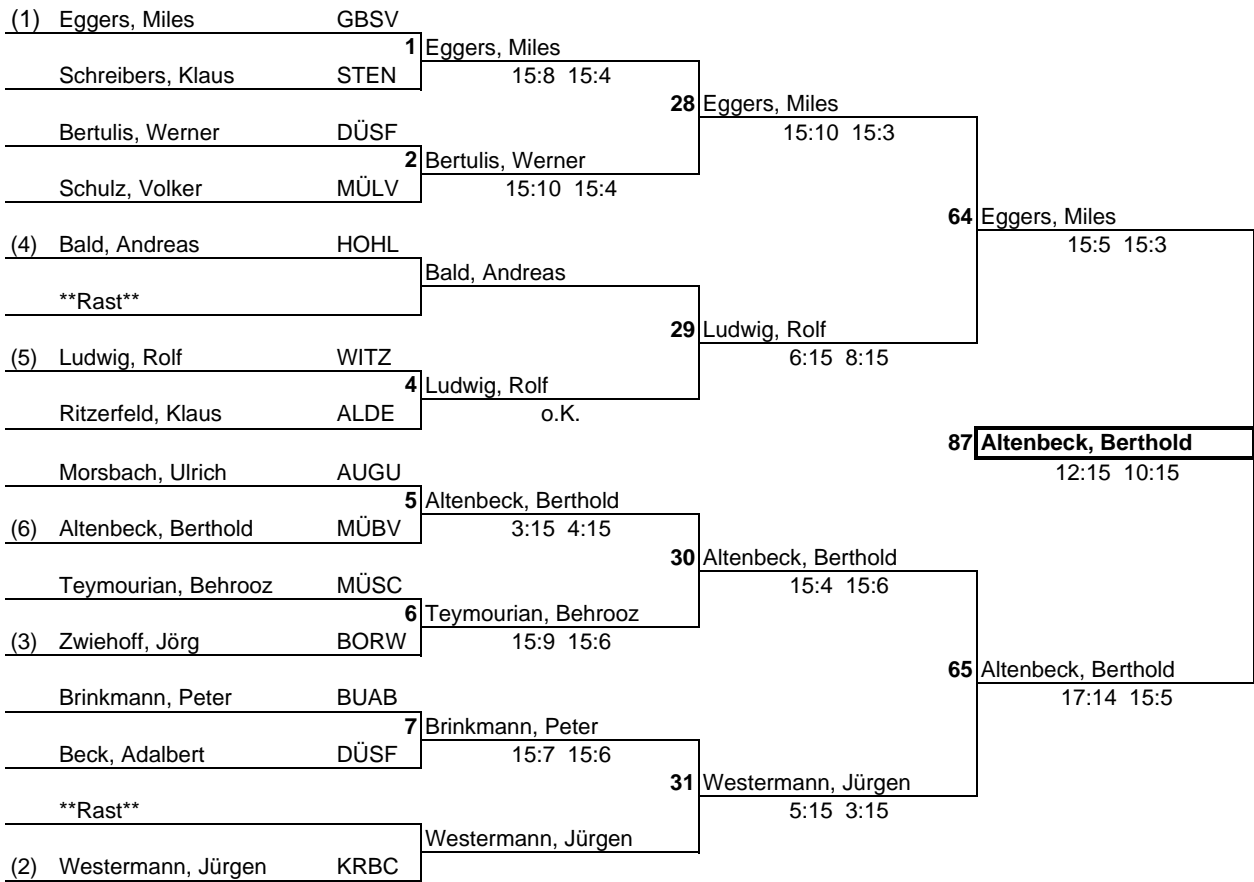 (1) Eggers, Miles GBSV
1 Eggers, Miles
Schreibers, Klaus STEN 15:8 15:4
28 Eggers, Miles
Bertulis, Werner DÜSF 15:10 15:3
2 Bertulis, Werner
Schulz, Volker MÜLV 15:10 15:4
64 Eggers, Miles
(4) Bald, Andreas HOHL 15:5 15:3
Bald, Andreas
**Rast**
29 Ludwig, Rolf
(5) Ludwig, Rolf WITZ 6:15 8:15
4 Ludwig, Rolf
Ritzerfeld, Klaus ALDE o.K.
87 Altenbeck, Berthold
Morsbach, Ulrich AUGU 12:15 10:15
5 Altenbeck, Berthold
(6) Altenbeck, Berthold MÜBV 3:15 4:15
30 Altenbeck, Berthold
Teymourian, Behrooz MÜSC 15:4 15:6
6 Teymourian, Behrooz
(3) Zwiehoff, Jörg BORW 15:9 15:6
65 Altenbeck, Berthold
Brinkmann, Peter BUAB 17:14 15:5
7 Brinkmann, Peter
Beck, Adalbert DÜSF 15:7 15:6
31 Westermann, Jürgen
**Rast** 5:15 3:15
Westermann, Jürgen
(2) Westermann, Jürgen KRBC